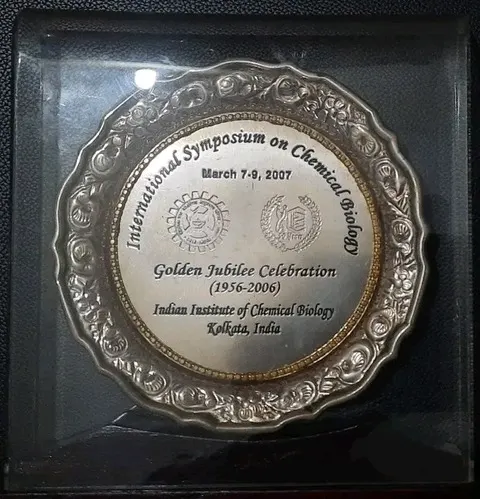 International Symposium on Chemical Biology
March 7-9, 2007
Golden Jubilee Celebration
(1956-2006)
Indian Institute of Chemical Biology
Kolkata, India